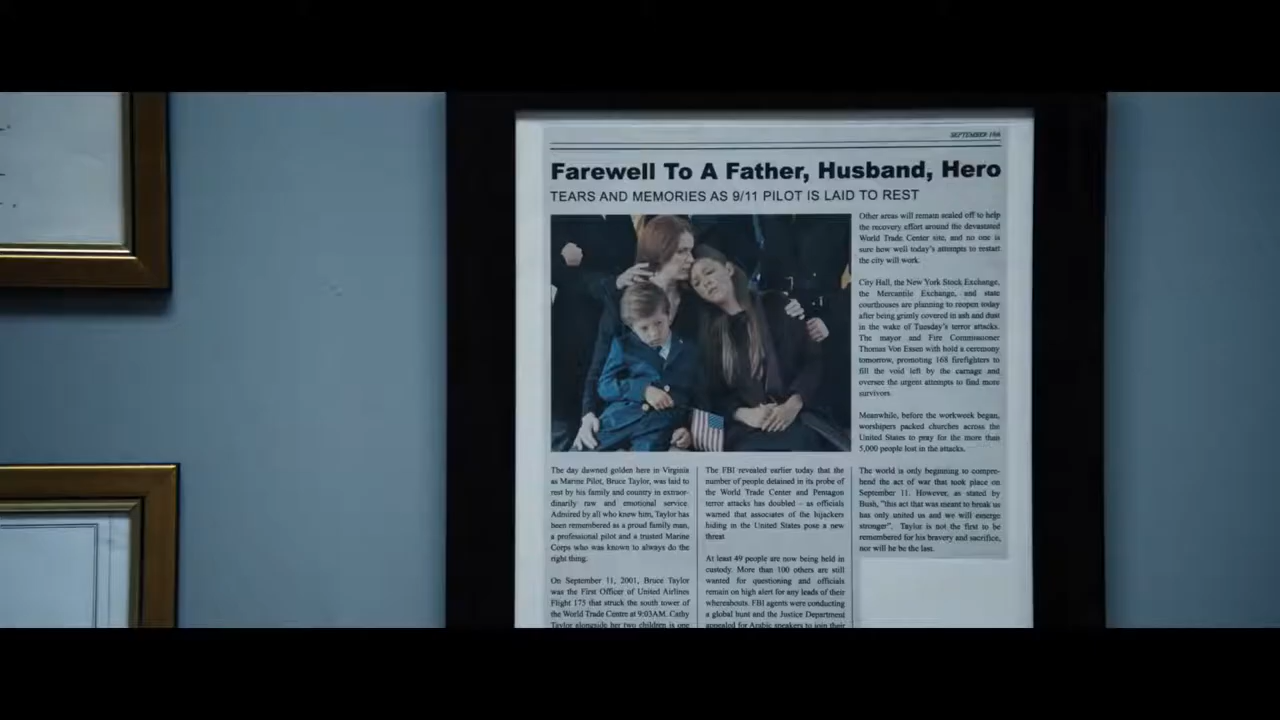 SEPTEMBER
Farewell To A Father, Husband, Hero
TEARS AND MEMORIES AS 9/11 PILOT IS LAID TO REST
The day dawned golden here in Virginia
as Marine Pilot, Bruce Taylor, was laid to
rest by his family and country in extraor-
dinarily raw and emotional service.
Admired by all who knew him, Taylor has
been remembered as a proud family man,
a professional pilot and a trusted Marine
Corps who was known to always do the
right thing.
On September 11, 2001, Bruce Taylor
was the First Officer of United Airlines
Flight 175 that struck the south tower of
the World Trade Centre at 9:03AM. Cathy
Taylor alongside her two children is one
The FBI revealed earlier today that the
number of people detained in its probe of
the World Trade Center and Pentagon
terror attacks has doubled – as officials
warned that associates of the hijackers
hiding in the United States pose a new
threat.
At least 49 people are now being held in
custody. More than 100 others are still
wanted for questioning and officials
remain on high alert for any leads of their
whereabouts. FBI agents were conducting
a global hunt and the Justice Department
appealed for Arabic speakers to join their
Other areas will remain sealed off to help
the recovery effort around the devastated
World Trade Center site, and no one is
sure how well today's attempts to restart
the city will work.
City Hall, the New York Stock Exchange,
the Mercantile Exchange, and state
courthouses are planning to reopen today
after being grimly covered in ash and dust
in the wake of Tuesday's terror attacks.
The mayor and Fire Commissioner
Thomas Von Essen with hold a ceremony
tomorrow, promoting 168 firefighters to
fill the void left by the carnage and
oversee the urgent attempts to find more
survivors.
Meanwhile, before the workweek began,
worshipers packed churches across the
United States to pray for the more than
5,000 people lost in the attacks.
The world is only beginning to compre-
hend the act of war that took place on
September 11. However, as stated by
Bush, "this act that was meant to break us
has only united us and we will emerge
stronger". Taylor is not the first to be
remembered for his bravery and sacrifice,
nor will he be the last.